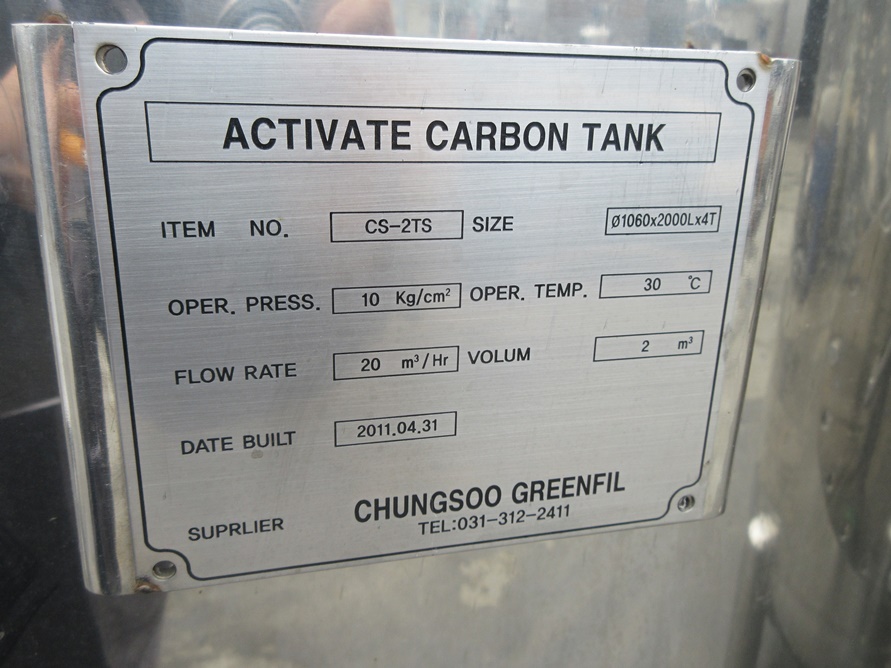 ACTIVATE CARBON TANK
ITEM NO. CS-2TS SIZE Ø1060x2000Lx4T
OPER. PRESS. 10 Kg/cm² OPER. TEMP. 30 ℃
FLOW RATE 20 m³/Hr VOLUM 2 m³
DATE BUILT 2011.04.31
SUPRLIER CHUNGSOO GREENFIL
TEL:031-312-2411